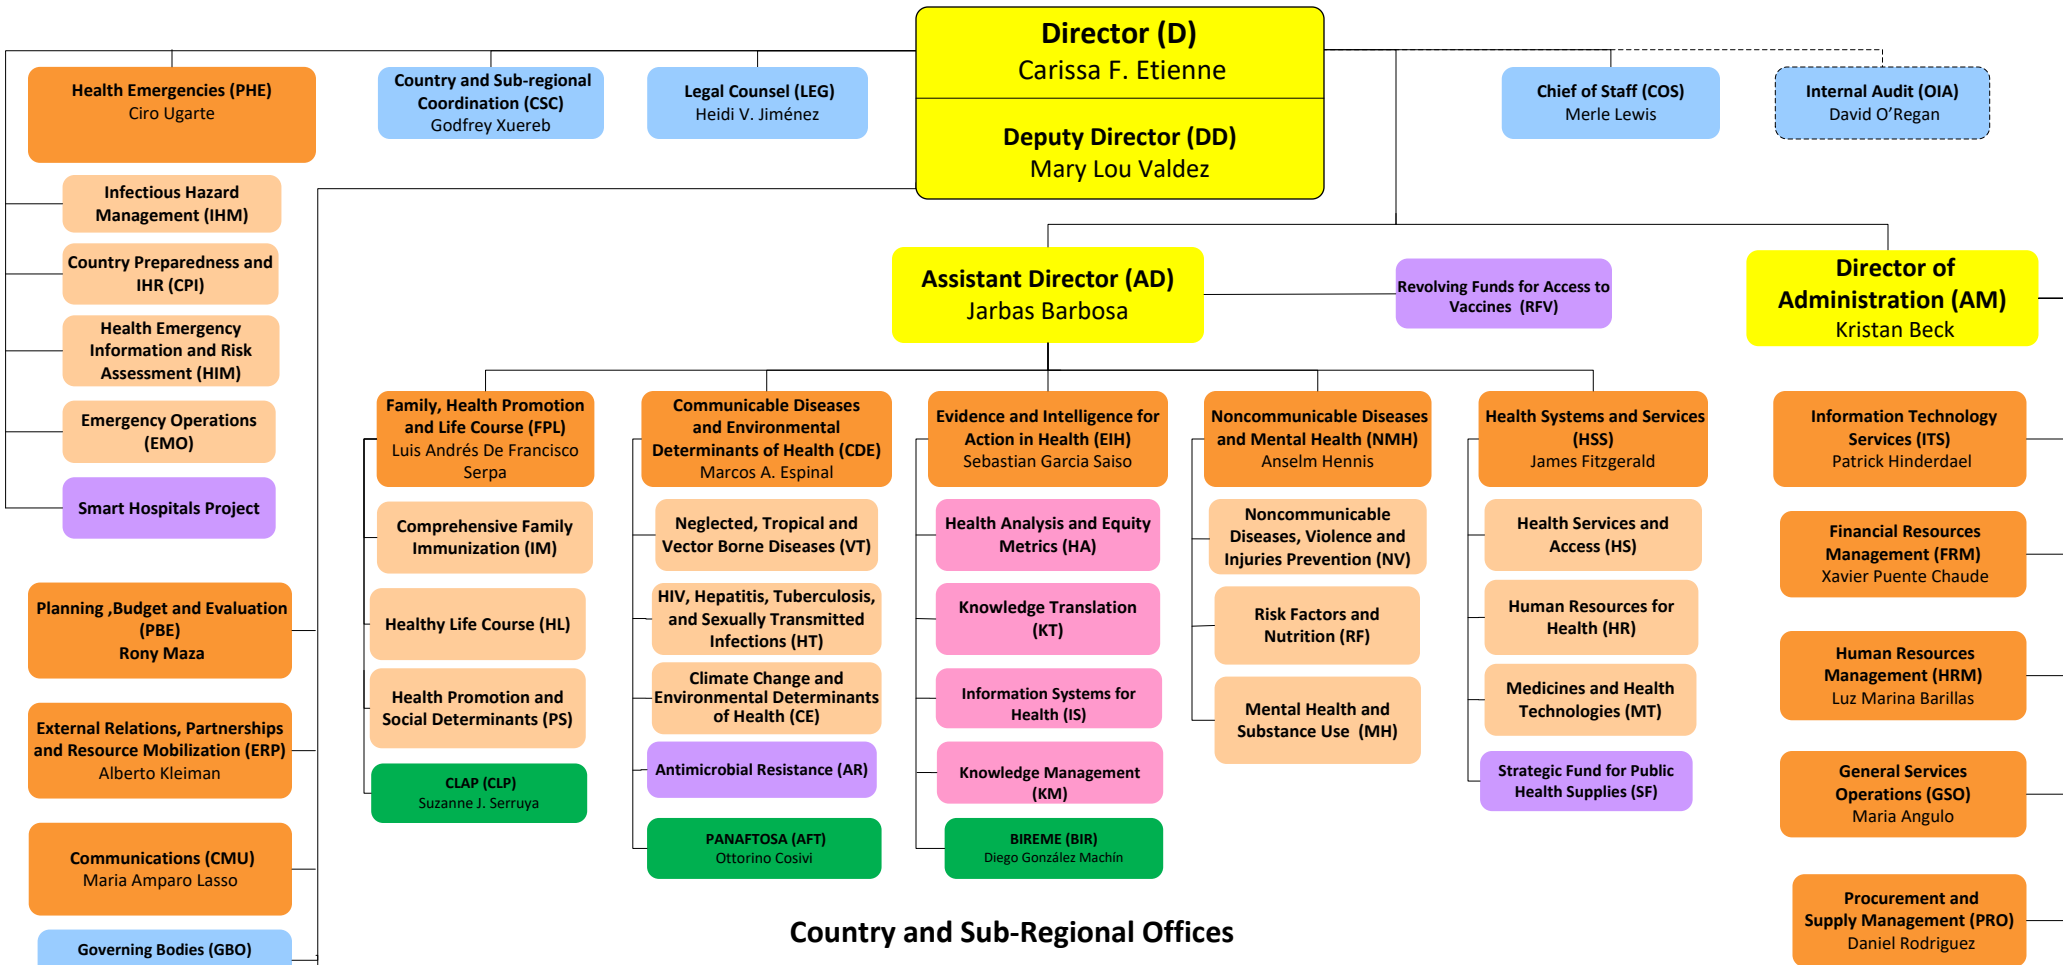 Director (D)
Carissa F. Etienne
Deputy Director (DD)
Mary Lou Valdez
Health Emergencies (PHE)
Ciro Ugarte
Country and Sub-regional
Coordination (CSC)
Godfrey Xuereb
Legal Counsel (LEG)
Heidi V. Jiménez
Chief of Staff (COS)
Merle Lewis
Internal Audit (OIA)
David O’Regan
Infectious Hazard
Management (IHM)
Country Preparedness and
IHR (CPI)
Health Emergency
Information and Risk
Assessment (HIM)
Emergency Operations
(EMO)
Smart Hospitals Project
Planning ,Budget and Evaluation
(PBE)
Rony Maza
External Relations, Partnerships
and Resource Mobilization (ERP)
Alberto Kleiman
Communications (CMU)
Maria Amparo Lasso
Governing Bodies (GBO)
Assistant Director (AD)
Jarbas Barbosa
Revolving Funds for Access to
Vaccines (RFV)
Director of
Administration (AM)
Kristan Beck
Family, Health Promotion
and Life Course (FPL)
Luis Andrés De Francisco
Serpa
Comprehensive Family
Immunization (IM)
Healthy Life Course (HL)
Health Promotion and
Social Determinants (PS)
CLAP (CLP)
Suzanne J. Serruya
Communicable Diseases
and Environmental
Determinants of Health (CDE)
Marcos A. Espinal
Neglected, Tropical and
Vector Borne Diseases (VT)
HIV, Hepatitis, Tuberculosis,
and Sexually Transmitted
Infections (HT)
Climate Change and
Environmental Determinants
of Health (CE)
Antimicrobial Resistance (AR)
PANAFTOSA (AFT)
Ottorino Cosivi
Evidence and Intelligence for
Action in Health (EIH)
Sebastian Garcia Saiso
Health Analysis and Equity
Metrics (HA)
Knowledge Translation
(KT)
Information Systems for
Health (IS)
Knowledge Management
(KM)
BIREME (BIR)
Diego González Machín
Noncommunicable Diseases
and Mental Health (NMH)
Anselm Hennis
Noncommunicable
Diseases, Violence and
Injuries Prevention (NV)
Risk Factors and
Nutrition (RF)
Mental Health and
Substance Use (MH)
Health Systems and Services
(HSS)
James Fitzgerald
Health Services and
Access (HS)
Human Resources for
Health (HR)
Medicines and Health
Technologies (MT)
Strategic Fund for Public
Health Supplies (SF)
Information Technology
Services (ITS)
Patrick Hinderdael
Financial Resources
Management (FRM)
Xavier Puente Chaude
Human Resources
Management (HRM)
Luz Marina Barillas
General Services
Operations (GSO)
Maria Angulo
Procurement and
Supply Management (PRO)
Daniel Rodriguez
Country and Sub-Regional Offices